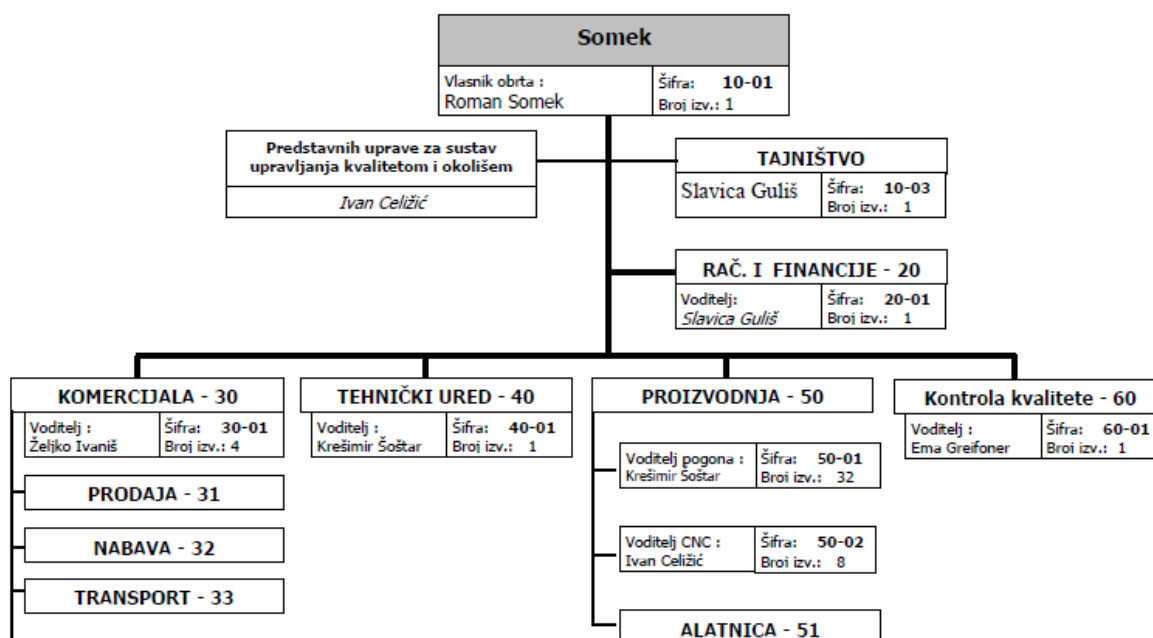 Somek
Vlasnik obrta :
Roman Somek
Šifra: 10-01
Broj izv.: 1
Predstavnih uprave za sustav
upravljanja kvalitetom i okolišem
Ivan Celižić
TAJNIŠTVO
Slavica Guliš
Šifra: 10-03
Broj izv.: 1
RAČ. I FINANCIJE - 20
Voditelj:
Slavica Guliš
Šifra: 20-01
Broj izv.: 1
KOMERCIJALA - 30
Voditelj :
Željko Ivaniš
Šifra: 30-01
Broj izv.: 4
PRODAJA - 31
NABAVA - 32
TRANSPORT - 33
TEHNIČKI URED - 40
Voditelj :
Krešimir Šoštar
Šifra: 40-01
Broj izv.: 1
PROIZVODNJA - 50
Voditelj pogona :
Krešimir Šoštar
Šifra: 50-01
Broj izv.: 32
Voditelj CNC :
Ivan Celižić
Šifra: 50-02
Broj izv.: 8
ALATNICA - 51
Kontrola kvalitete - 60
Voditelj :
Ema Greifoner
Šifra: 60-01
Broj izv.: 1